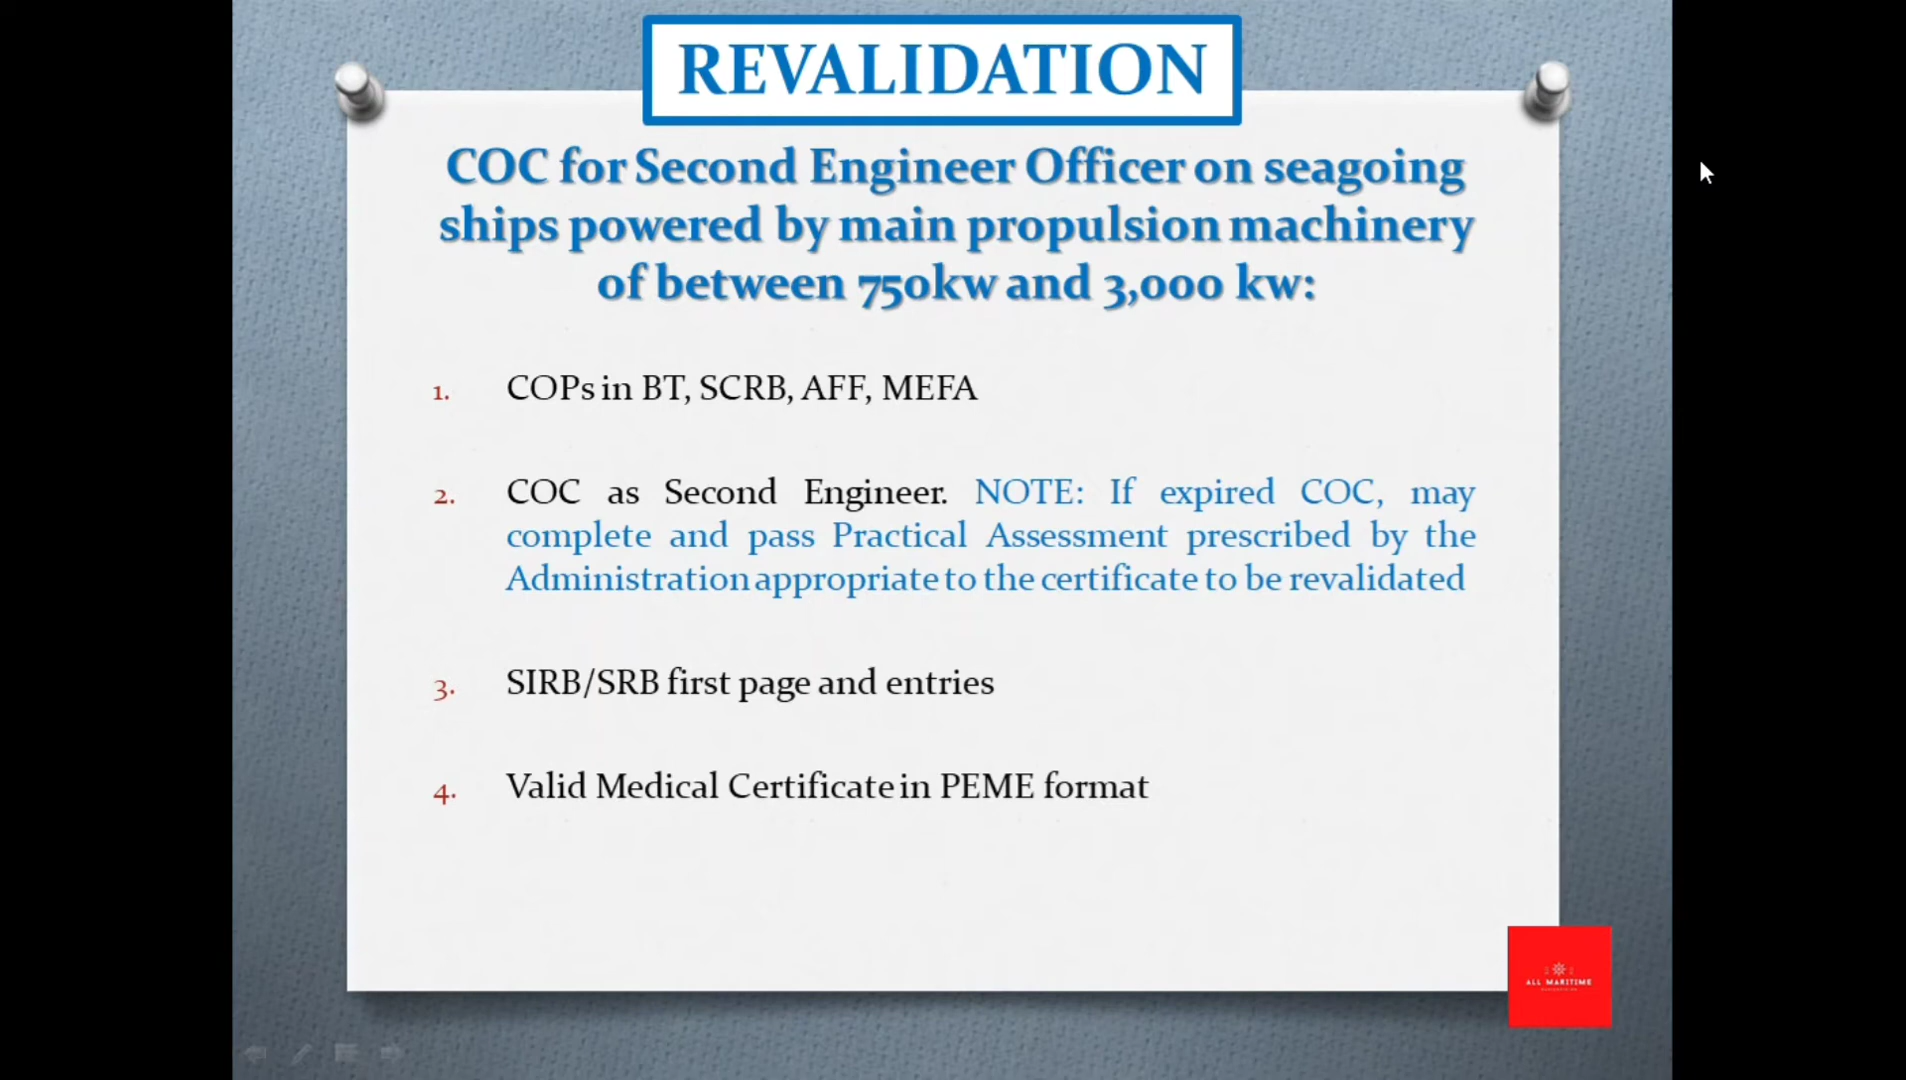 REVALIDATION
COC for Second Engineer Officer on seagoing
ships powered by main propulsion machinery
of between 750kw and 3,000 kw:
1. COPs in BT, SCRB, AFF, MEFA
2. COC as Second Engineer. NOTE: If expired COC, may
complete and pass Practical Assessment prescribed by the
Administration appropriate to the certificate to be revalidated
3. SIRB/SRB first page and entries
4. Valid Medical Certificate in PEME format
ALL MARITIME